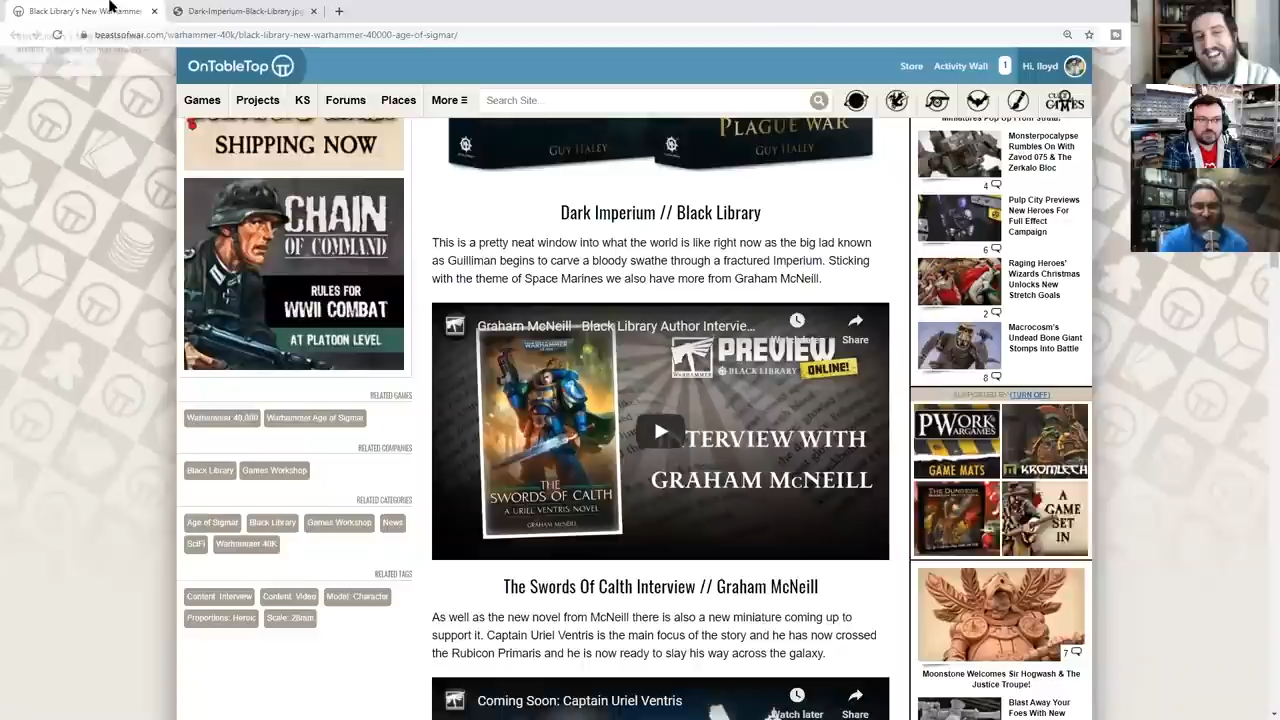 Black Library's New Warhammer
Dark-Imperium-Black-Library.jpg
beastsofwar.com/warhammer-40k/black-library-new-warhammer-40000-age-of-sigmar/
OnTableTop
Store
Activity Wall
1
Hi, lloyd
Games
Projects
KS
Forums
Places
More
Search Site...
GAMES
SHIPPING NOW
CHAIN
OF COMMAND
RULES FOR
WWII COMBAT
AT PLATOON LEVEL
RELATED GAMES
Warhammer 40,000
Warhammer Age of Sigmar
RELATED COMPANIES
Black Library
Games Workshop
RELATED CATEGORIES
Age of Sigmar
Black Library
Games Workshop
News
SciFi
Warhammer 40K
RELATED TAGS
Content: Interview
Content: Video
Model: Character
Proportions: Heroic
Scale: 28mm
PLAGUE WAR
GUY HALEY
GUY HALEY
Dark Imperium // Black Library
This is a pretty neat window into what the world is like right now as the big lad known
as Guilliman begins to carve a bloody swathe through a fractured Imperium. Sticking
with the theme of Space Marines we also have more from Graham McNeill.
Graham McNeill - Black Library Author Intervie...
Watch later
Share
WARHAMMER
PREVIEW
BLACK LIBRARY
ONLINE!
INTERVIEW WITH
GRAHAM McNEILL
WARHAMMER
THE
SWORDS OF CALTH
A URIEL VENTRIS NOVEL
GRAHAM McNEILL
The Swords Of Calth Interview // Graham McNeill
As well as the new novel from McNeill there is also a new miniature coming up to
support it. Captain Uriel Ventris is the main focus of the story and he has now crossed
the Rubicon Primaris and he is now ready to slay his way across the galaxy.
Coming Soon: Captain Uriel Ventris
Watch later
Share
Miniatures Pop Up From Strata!
Monsterpocalypse
Rumbles On With
Zavod 075 & The
Zerkalo Bloc
4
Pulp City Previews
New Heroes For
Full Effect
Campaign
6
Raging Heroes'
Wizards Christmas
Unlocks New
Stretch Goals
2
Macrocosm's
Undead Bone Giant
Stomps Into Battle
8
SUPPORTED BY (TURN OFF)
PWORK
WARGAMES
GAME MATS
KROMLECH
THE DUNGEON
A
GAME
SET
IN
7
Moonstone Welcomes Sir Hogwash & The
Justice Troupe!
Blast Away Your
Foes With New